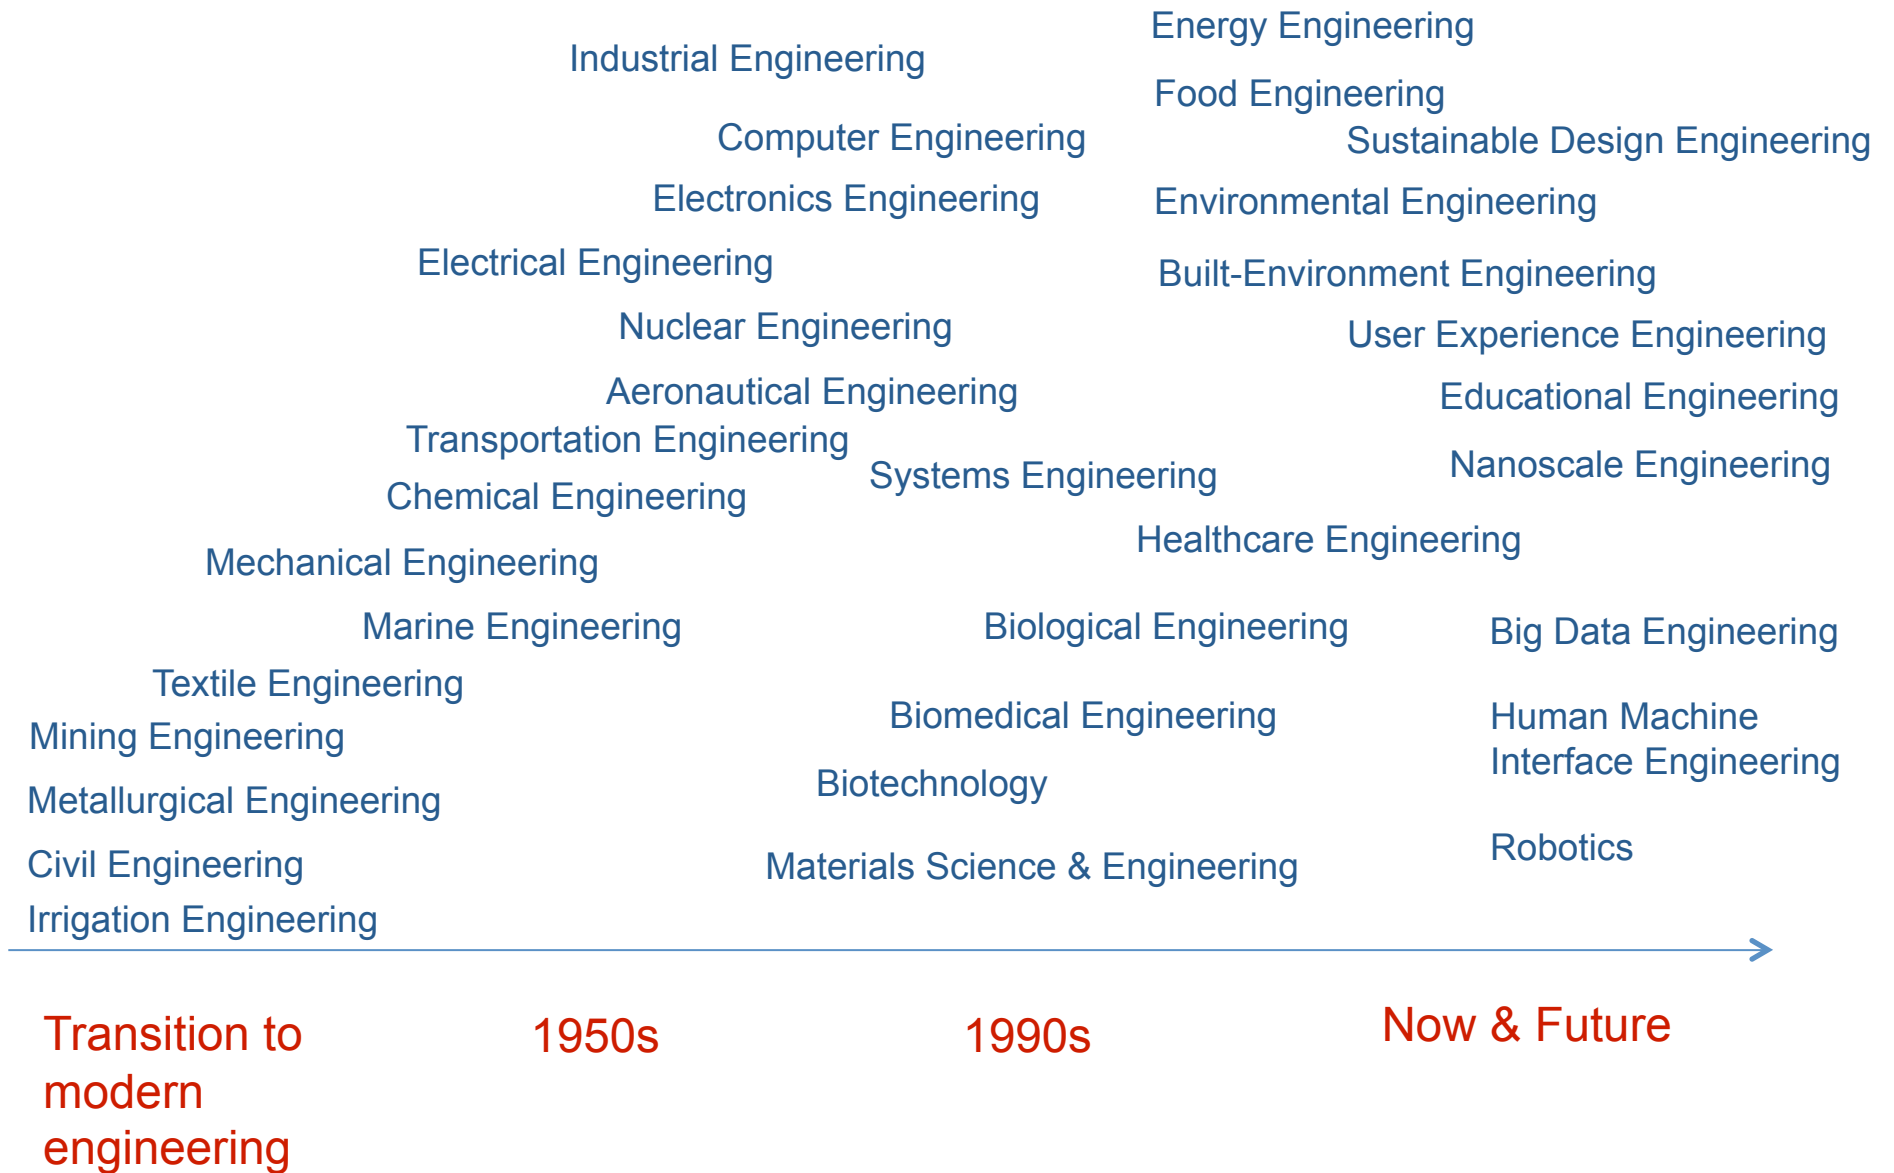 Energy Engineering
Industrial Engineering
Food Engineering
Computer Engineering
Sustainable Design Engineering
Electronics Engineering
Environmental Engineering
Electrical Engineering
Built-Environment Engineering
Nuclear Engineering
User Experience Engineering
Aeronautical Engineering
Educational Engineering
Transportation Engineering
Systems Engineering
Nanoscale Engineering
Chemical Engineering
Healthcare Engineering
Mechanical Engineering
Marine Engineering
Biological Engineering
Big Data Engineering
Textile Engineering
Mining Engineering
Biomedical Engineering
Human Machine
Interface Engineering
Metallurgical Engineering
Biotechnology
Civil Engineering
Materials Science & Engineering
Robotics
Irrigation Engineering
Transition to
modern
engineering
1950s
1990s
Now & Future